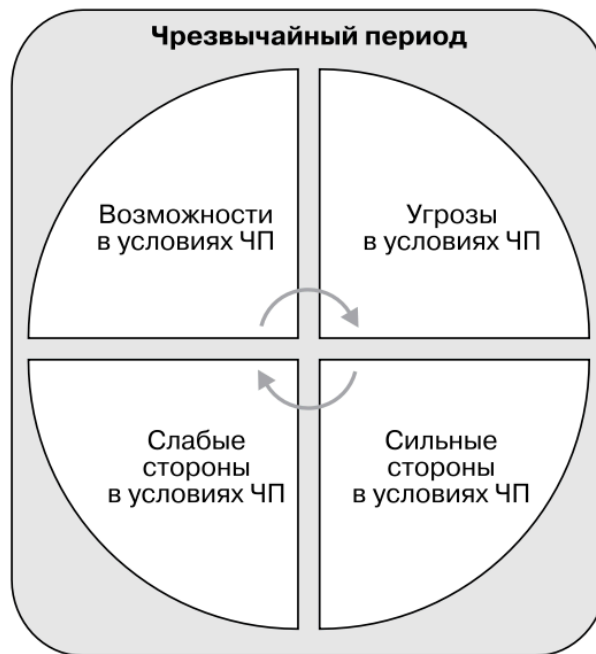 Чрезвычайный период
Возможности
в условиях ЧП
Угрозы
в условиях ЧП
Слабые
стороны
в условиях ЧП
Сильные
стороны
в условиях ЧП